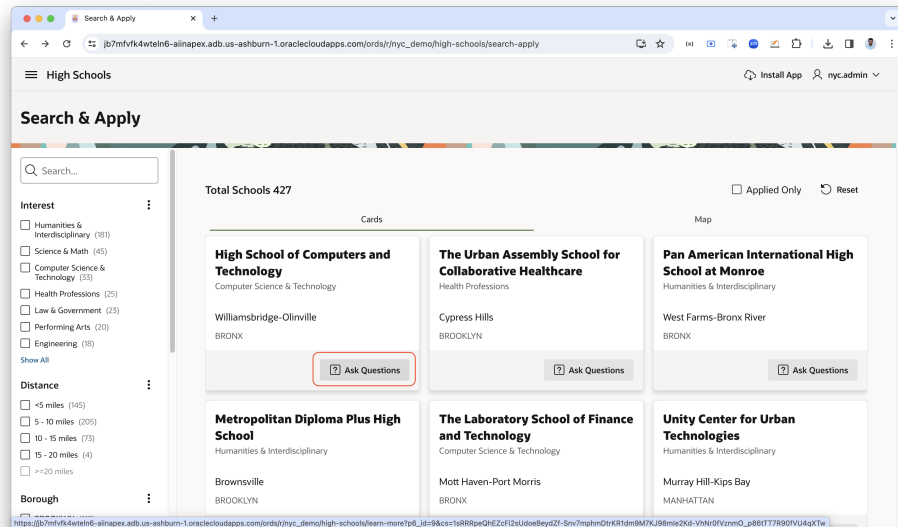 Search & Apply
jb7mfvfk4wteln6-aiinapex.adb.us-ashburn-1.oraclecloudapps.com/ords/r/nyc_demo/high-schools/search-apply
High Schools
Install App
nyc.admin
Search & Apply
Search...
Interest
Humanities &
Interdisciplinary (181)
Science & Math (45)
Computer Science &
Technology (33)
Health Professions (25)
Law & Government (23)
Performing Arts (20)
Engineering (18)
Show All
Distance
<5 miles (145)
5 - 10 miles (205)
10 - 15 miles (73)
15 - 20 miles (4)
>=20 miles
Borough
Total Schools 427
Applied Only
Reset
Cards
Map
High School of Computers and
Technology
Computer Science & Technology
Williamsbridge-Olinville
BRONX
Ask Questions
The Urban Assembly School for
Collaborative Healthcare
Health Professions
Cypress Hills
BROOKLYN
Ask Questions
Pan American International High
School at Monroe
Humanities & Interdisciplinary
West Farms-Bronx River
BRONX
Ask Questions
Metropolitan Diploma Plus High
School
Humanities & Interdisciplinary
Brownsville
BROOKLYN
The Laboratory School of Finance
and Technology
Computer Science & Technology
Mott Haven-Port Morris
BRONX
Unity Center for Urban
Technologies
Humanities & Interdisciplinary
Murray Hill-Kips Bay
MANHATTAN